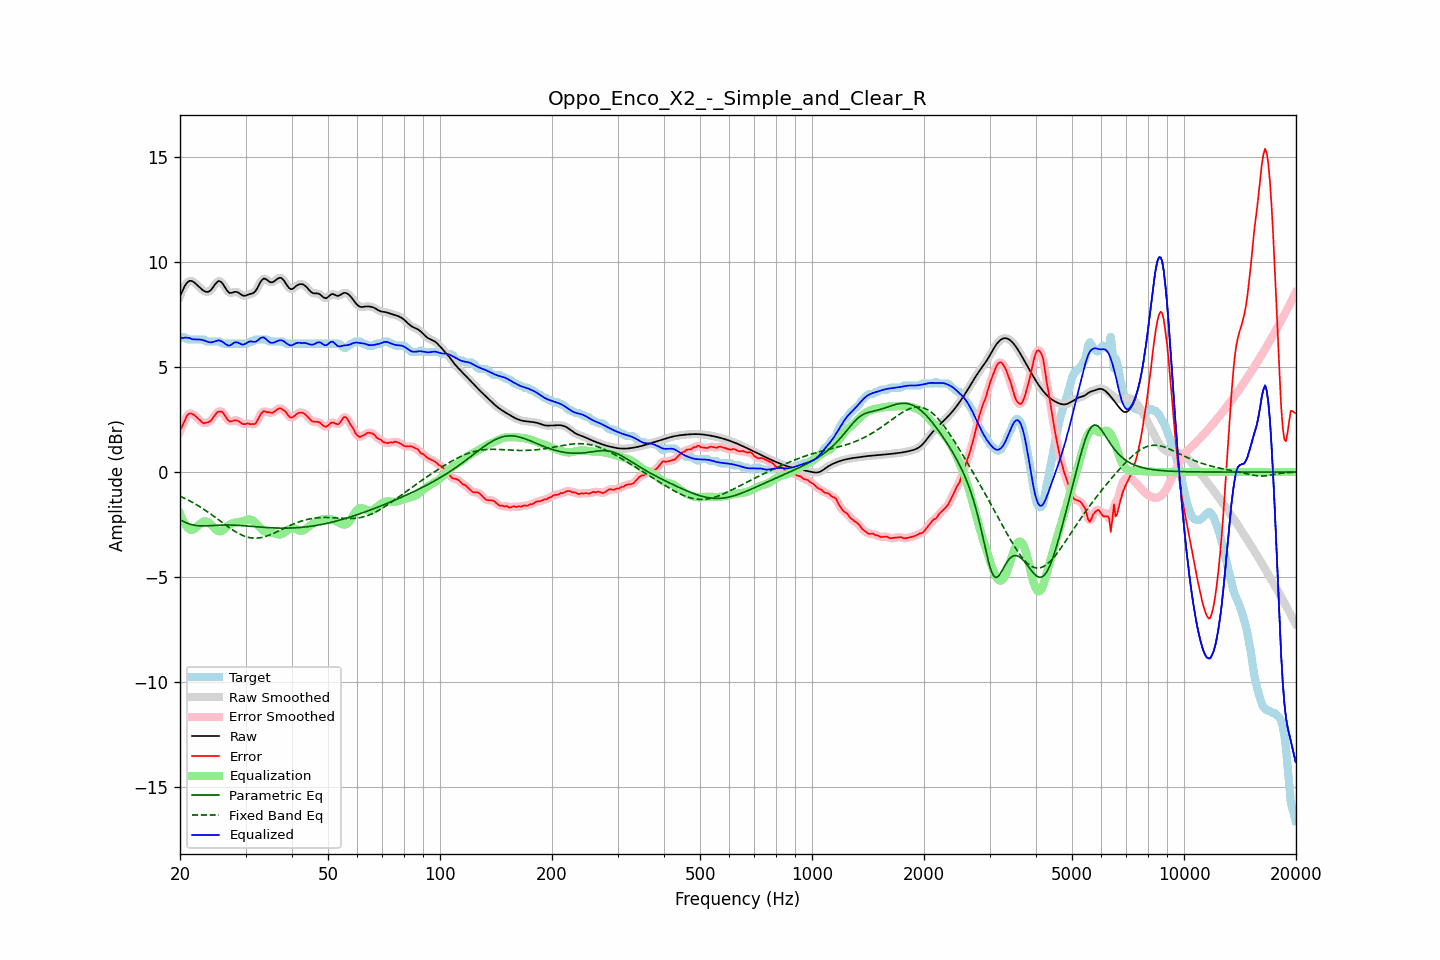 Oppo_Enco_X2_-_Simple_and_Clear_R
Amplitude (dBr)
15
10
5
0
−5
−10
−15
Target
Raw Smoothed
Error Smoothed
Raw
Error
Equalization
Parametric Eq
Fixed Band Eq
Equalized
20 50 100 200 500 1000 2000 5000 10000 20000
Frequency (Hz)